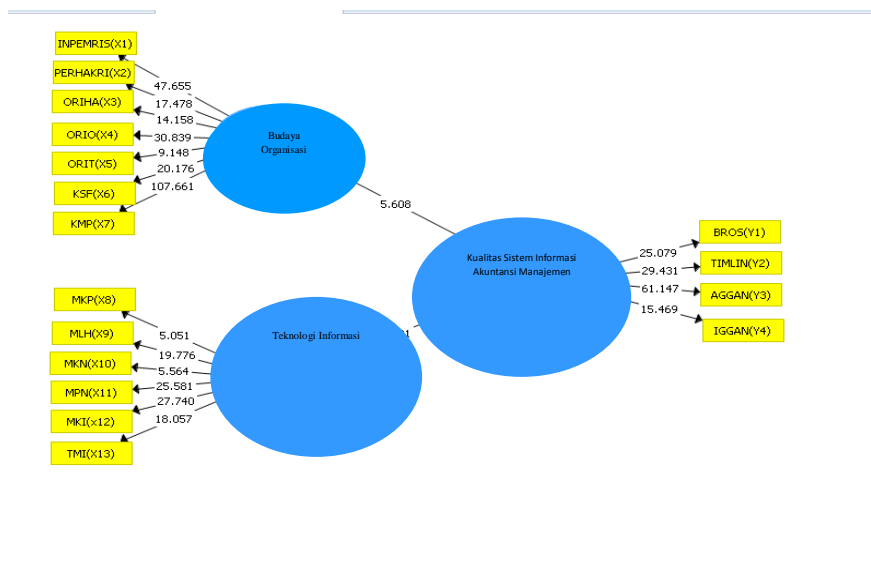 INPEMRIS(X1)
PERHAKRI(X2)
ORIHA(X3)
ORIO(X4)
ORIT(X5)
KSF(X6)
KMP(X7)
47.655
17.478
14.158
30.839
9.148
20.176
107.661
Budaya
Organisasi
5.608
MKP(X8)
MLH(X9)
MKN(X10)
MPN(X11)
MKI(x12)
TMI(X13)
5.051
19.776
5.564
25.581
27.740
18.057
Teknologi Informasi
Kualitas Sistem Informasi
Akuntansi Manajemen
25.079
29.431
61.147
15.469
BROS(Y1)
TIMLIN(Y2)
AGGAN(Y3)
IGGAN(Y4)